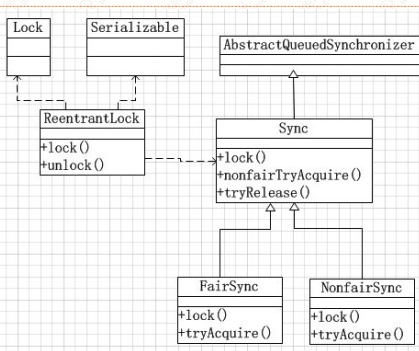 Lock
Serializable
AbstractQueuedSynchronizer
ReentrantLock
+lock()
+unlock()
Sync
+lock()
+nonfairTryAcquire()
+tryRelease()
FairSync
+lock()
+tryAcquire()
NonfairSync
+lock()
+tryAcquire()